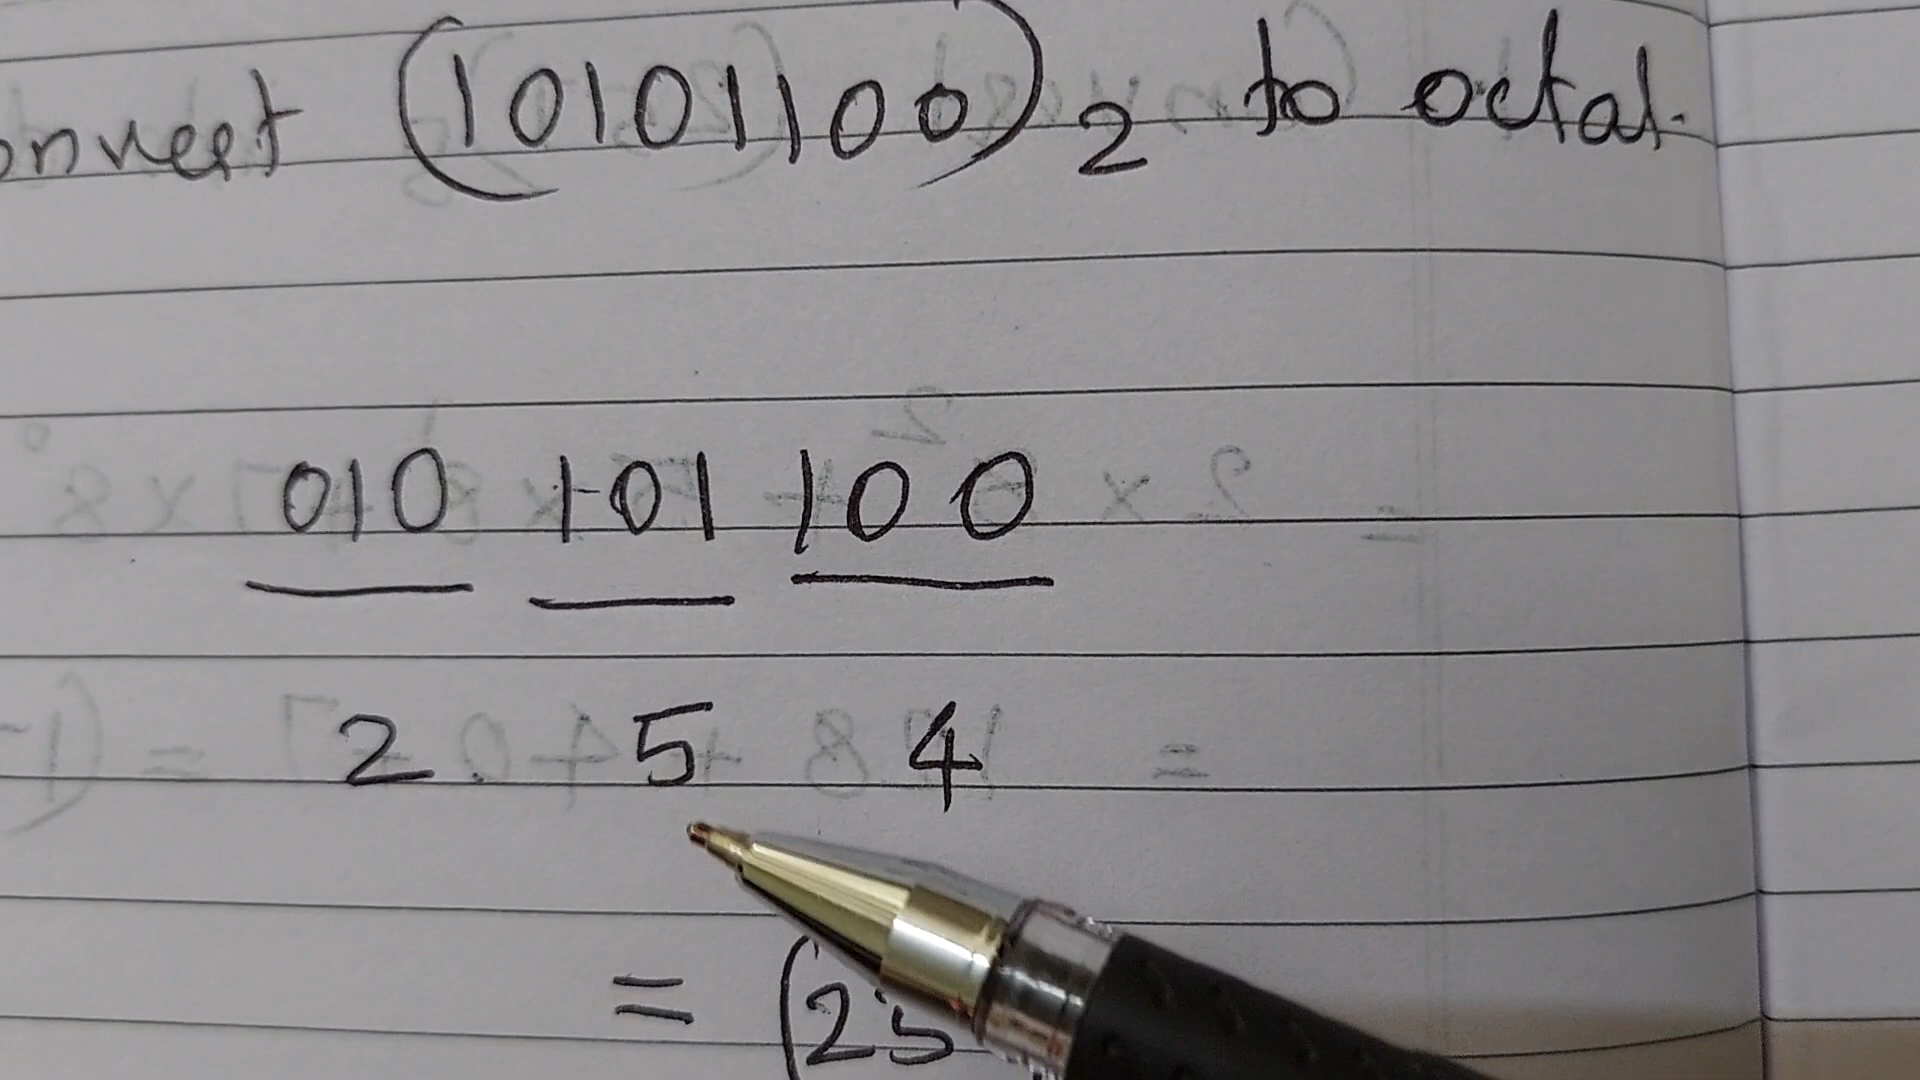 onvert (10101100)2 to octal.
010 101 100
2 5 4
= (25